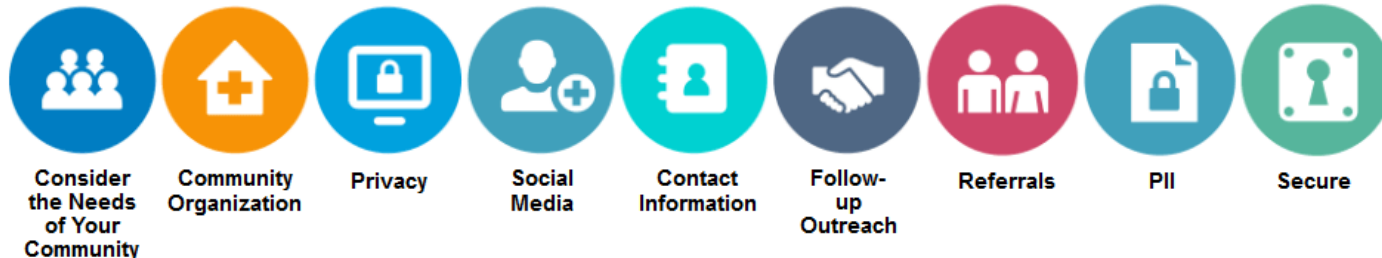 Consider
the Needs
of Your
Community
Community
Organization
Privacy
Social
Media
Contact
Information
Follow-
up
Outreach
Referrals
PII
Secure